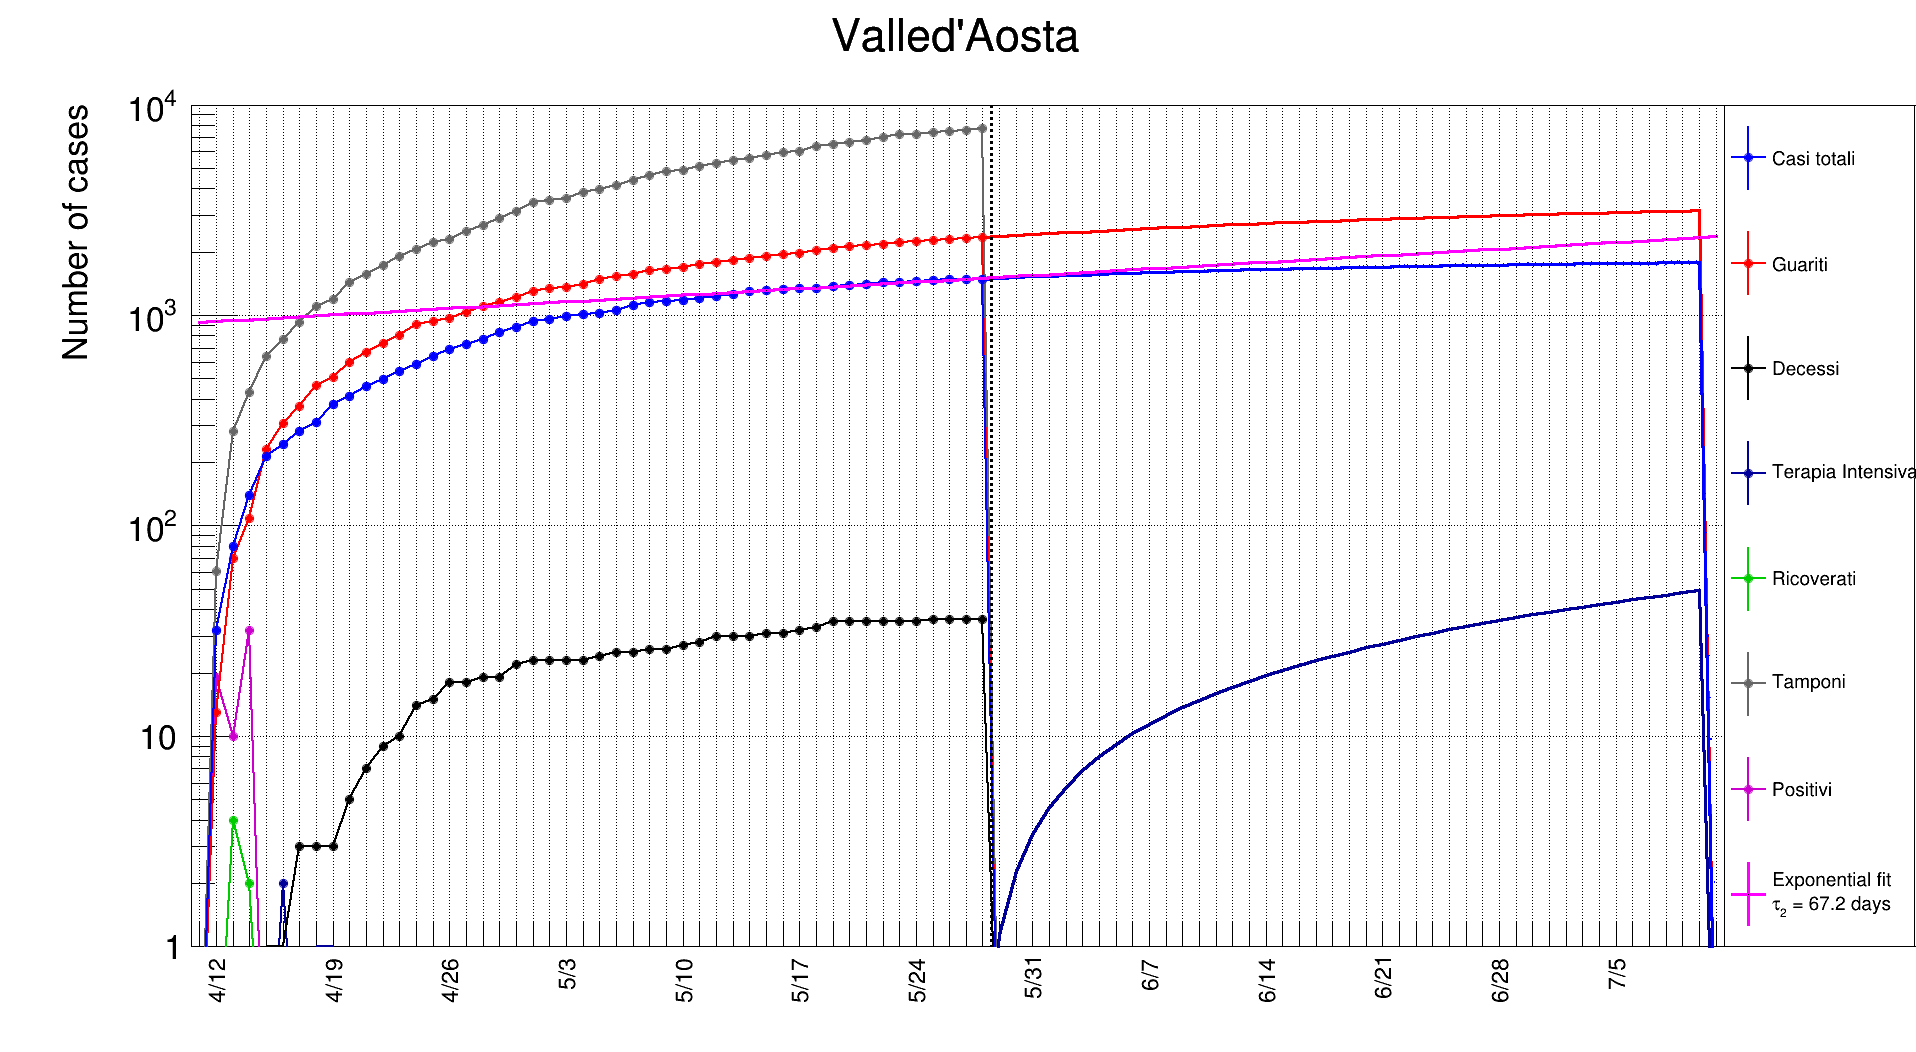 Valled'Aosta
Number of cases
10^4
10^3
10^2
10
1
4/12
4/19
4/26
5/3
5/10
5/17
5/24
5/31
6/7
6/14
6/21
6/28
7/5
Casi totali
Guariti
Decessi
Terapia Intensiva
Ricoverati
Tamponi
Positivi
Exponential fit
τ₂ = 67.2 days